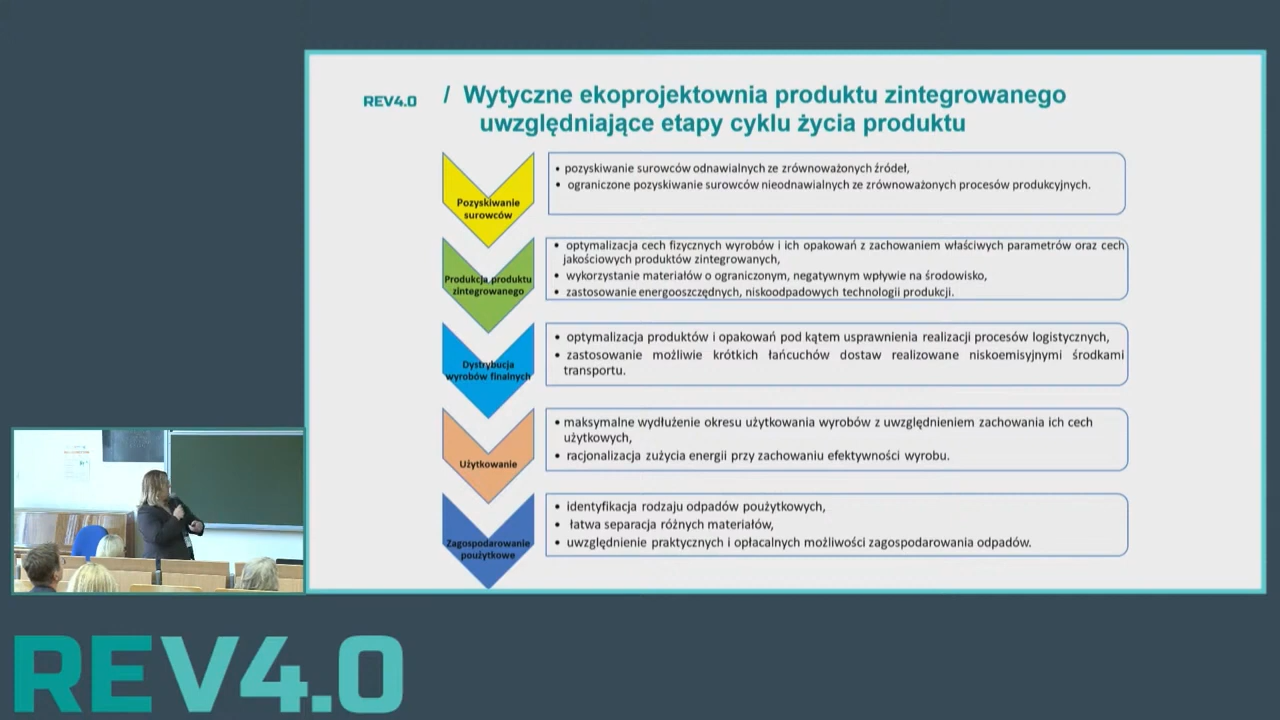 REV4.0 / Wytyczne ekoprojektownia produktu zintegrowanego
uwzględniające etapy cyklu życia produktu
Pozyskiwanie
surowców
• pozyskiwanie surowców odnawialnych ze zrównoważonych źródeł,
• ograniczone pozyskiwanie surowców nieodnawialnych ze zrównoważonych procesów produkcyjnych.
Produkcja produktu
zintegrowanego
• optymalizacja cech fizycznych wyrobów i ich opakowań z zachowaniem właściwych parametrów oraz cech
jakościowych produktów zintegrowanych,
• wykorzystanie materiałów o ograniczonym, negatywnym wpływie na środowisko,
• zastosowanie energooszczędnych, niskoodpadowych technologii produkcji.
Dystrybucja
wyrobów finalnych
• optymalizacja produktów i opakowań pod kątem usprawnienia realizacji procesów logistycznych,
• zastosowanie możliwie krótkich łańcuchów dostaw realizowane niskoemisyjnymi środkami
transportu.
Użytkowanie
• maksymalne wydłużenie okresu użytkowania wyrobów z uwzględnieniem zachowania ich cech
użytkowych,
• racjonalizacja zużycia energii przy zachowaniu efektywności wyrobu.
Zagospodarowanie
poużytkowe
• identyfikacja rodzaju odpadów poużytkowych,
• łatwa separacja różnych materiałów,
• uwzględnienie praktycznych i opłacalnych możliwości zagospodarowania odpadów.
REV4.0